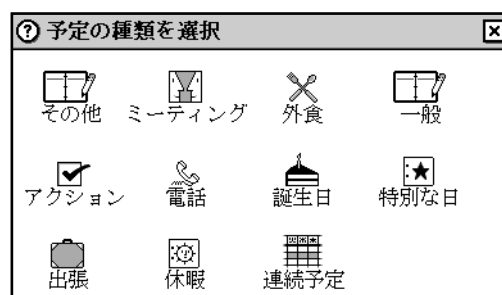 予定の種類を選択
その他 ミーティング 外食 一般
アクション 電話 誕生日 特別な日
出張 休暇 連続予定